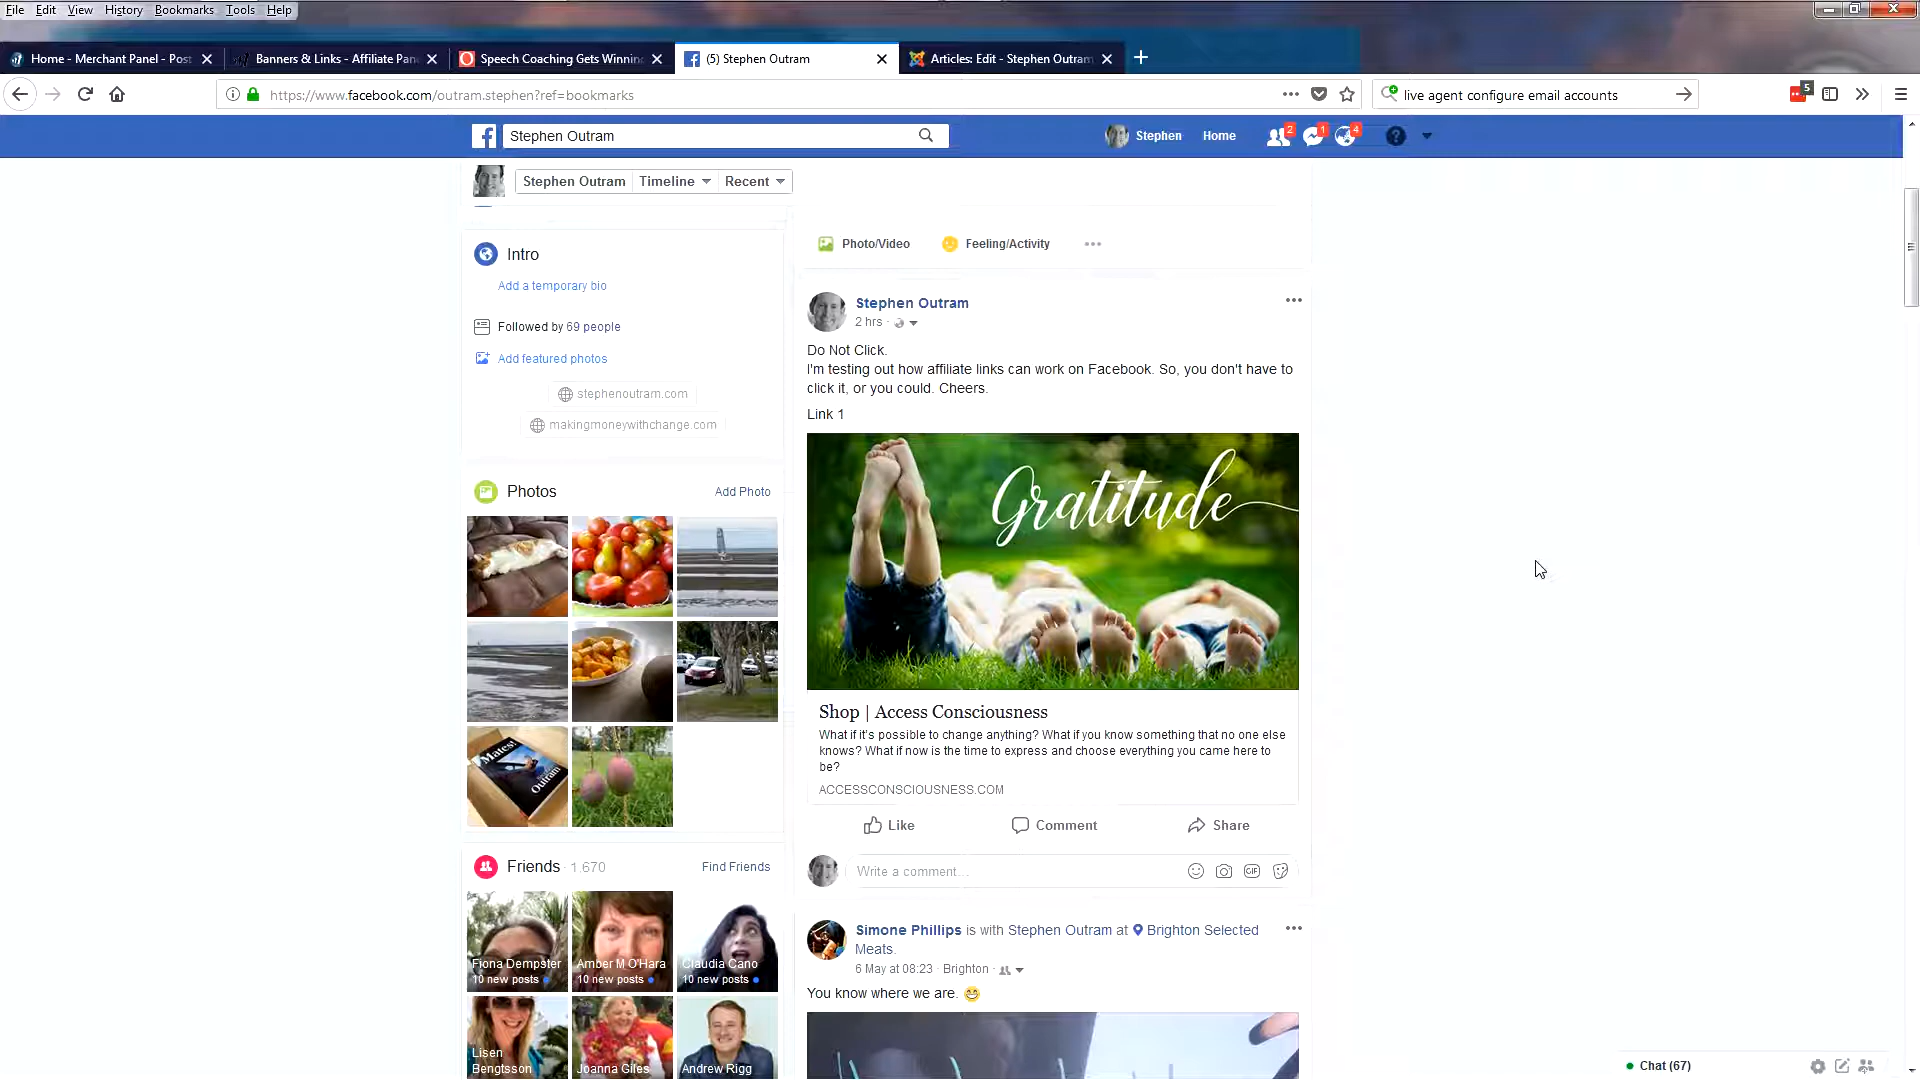 File Edit View History Bookmarks Tools Help
Home - Merchant Panel - Post
Banners & Links - Affiliate Pan
Speech Coaching Gets Winning
(5) Stephen Outram
Articles: Edit - Stephen Outram
https://www.facebook.com/outram.stephen?ref=bookmarks
live agent configure email accounts
5
Stephen Outram
Stephen
Home
2
1
4
Stephen Outram
Timeline
Recent
Intro
Add a temporary bio
Followed by 69 people
Add featured photos
stephenoutram.com
makingmoneywithchange.com
Photos
Add Photo
Mates!
Outram
Friends · 1,670
Find Friends
Fiona Dempster
10 new posts
Amber M O'Hara
10 new posts
Claudia Cano
10 new posts
Lisen
Bengtsson
Joanna Giles
Andrew Rigg
Photo/Video
Feeling/Activity
Stephen Outram
2 hrs ·
Do Not Click.
I'm testing out how affiliate links can work on Facebook. So, you don't have to
click it, or you could. Cheers.
Link 1
Gratitude
Shop | Access Consciousness
What if it's possible to change anything? What if you know something that no one else
knows? What if now is the time to express and choose everything you came here to
be?
ACCESSCONSCIOUSNESS.COM
Like
Comment
Share
Write a comment...
GIF
Simone Phillips is with Stephen Outram at Brighton Selected
Meats.
6 May at 08:23 · Brighton ·
You know where we are.
Chat (67)